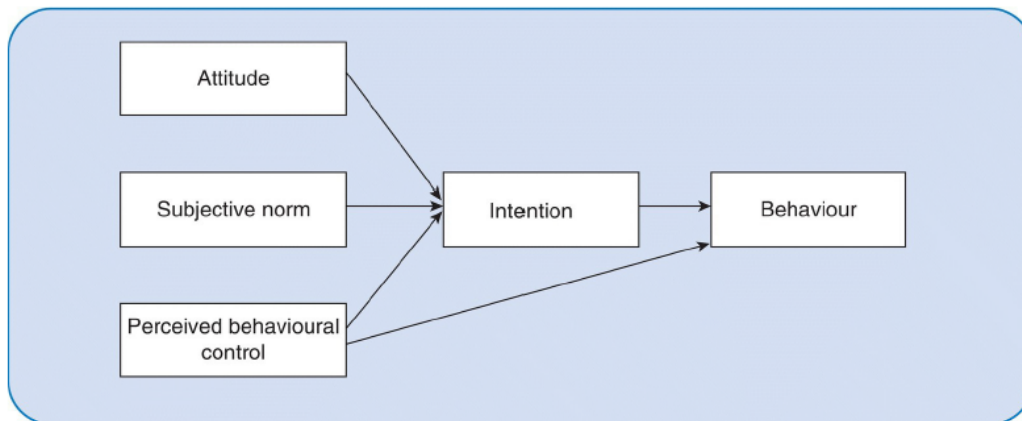 Attitude
Subjective norm
Intention
Behaviour
Perceived behavioural
control